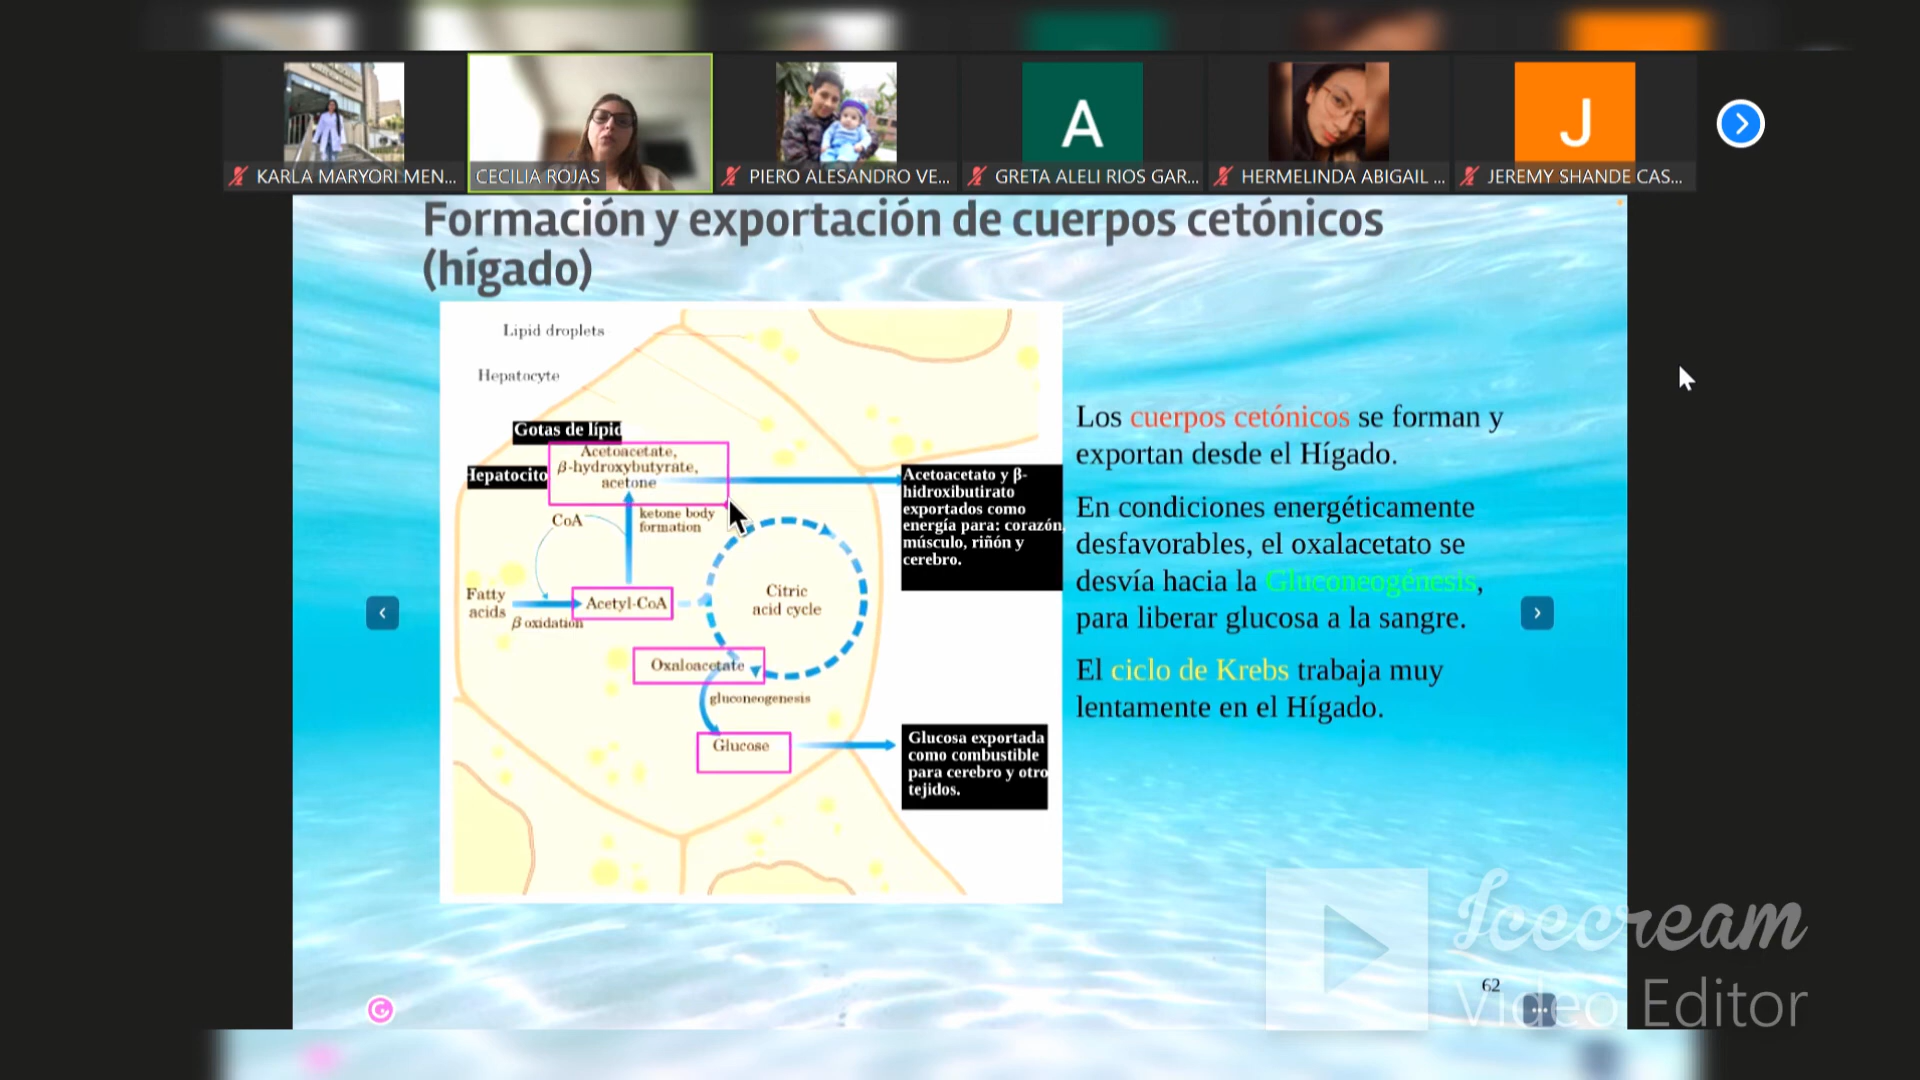 KARLA MARYORI MEN...
CECILIA ROJAS
PIERO ALESANDRO VE...
A
GRETA ALELI RIOS GAR...
HERMELINDA ABIGAIL ...
J
JEREMY SHANDE CAS...
Formación y exportación de cuerpos cetónicos
(hígado)
Lipid droplets
Hepatocyte
Gotas de lípid
Hepatocito
Acetoacetate,
β-hydroxybutyrate,
acetone
CoA
ketone body
formation
Fatty
acids
β oxidation
Acetyl-CoA
Citric
acid cycle
Oxaloacetate
gluconeogenesis
Glucose
Acetoacetato y β-
hidroxibutirato
exportados como
energía para: corazón,
músculo, riñón y
cerebro.
Glucosa exportada
como combustible
para cerebro y otro
tejidos.
Los cuerpos cetónicos se forman y
exportan desde el Hígado.
En condiciones energéticamente
desfavorables, el oxalacetato se
desvía hacia la Gluconeogénesis,
para liberar glucosa a la sangre.
El ciclo de Krebs trabaja muy
lentamente en el Hígado.
62
Icecream
Video Editor